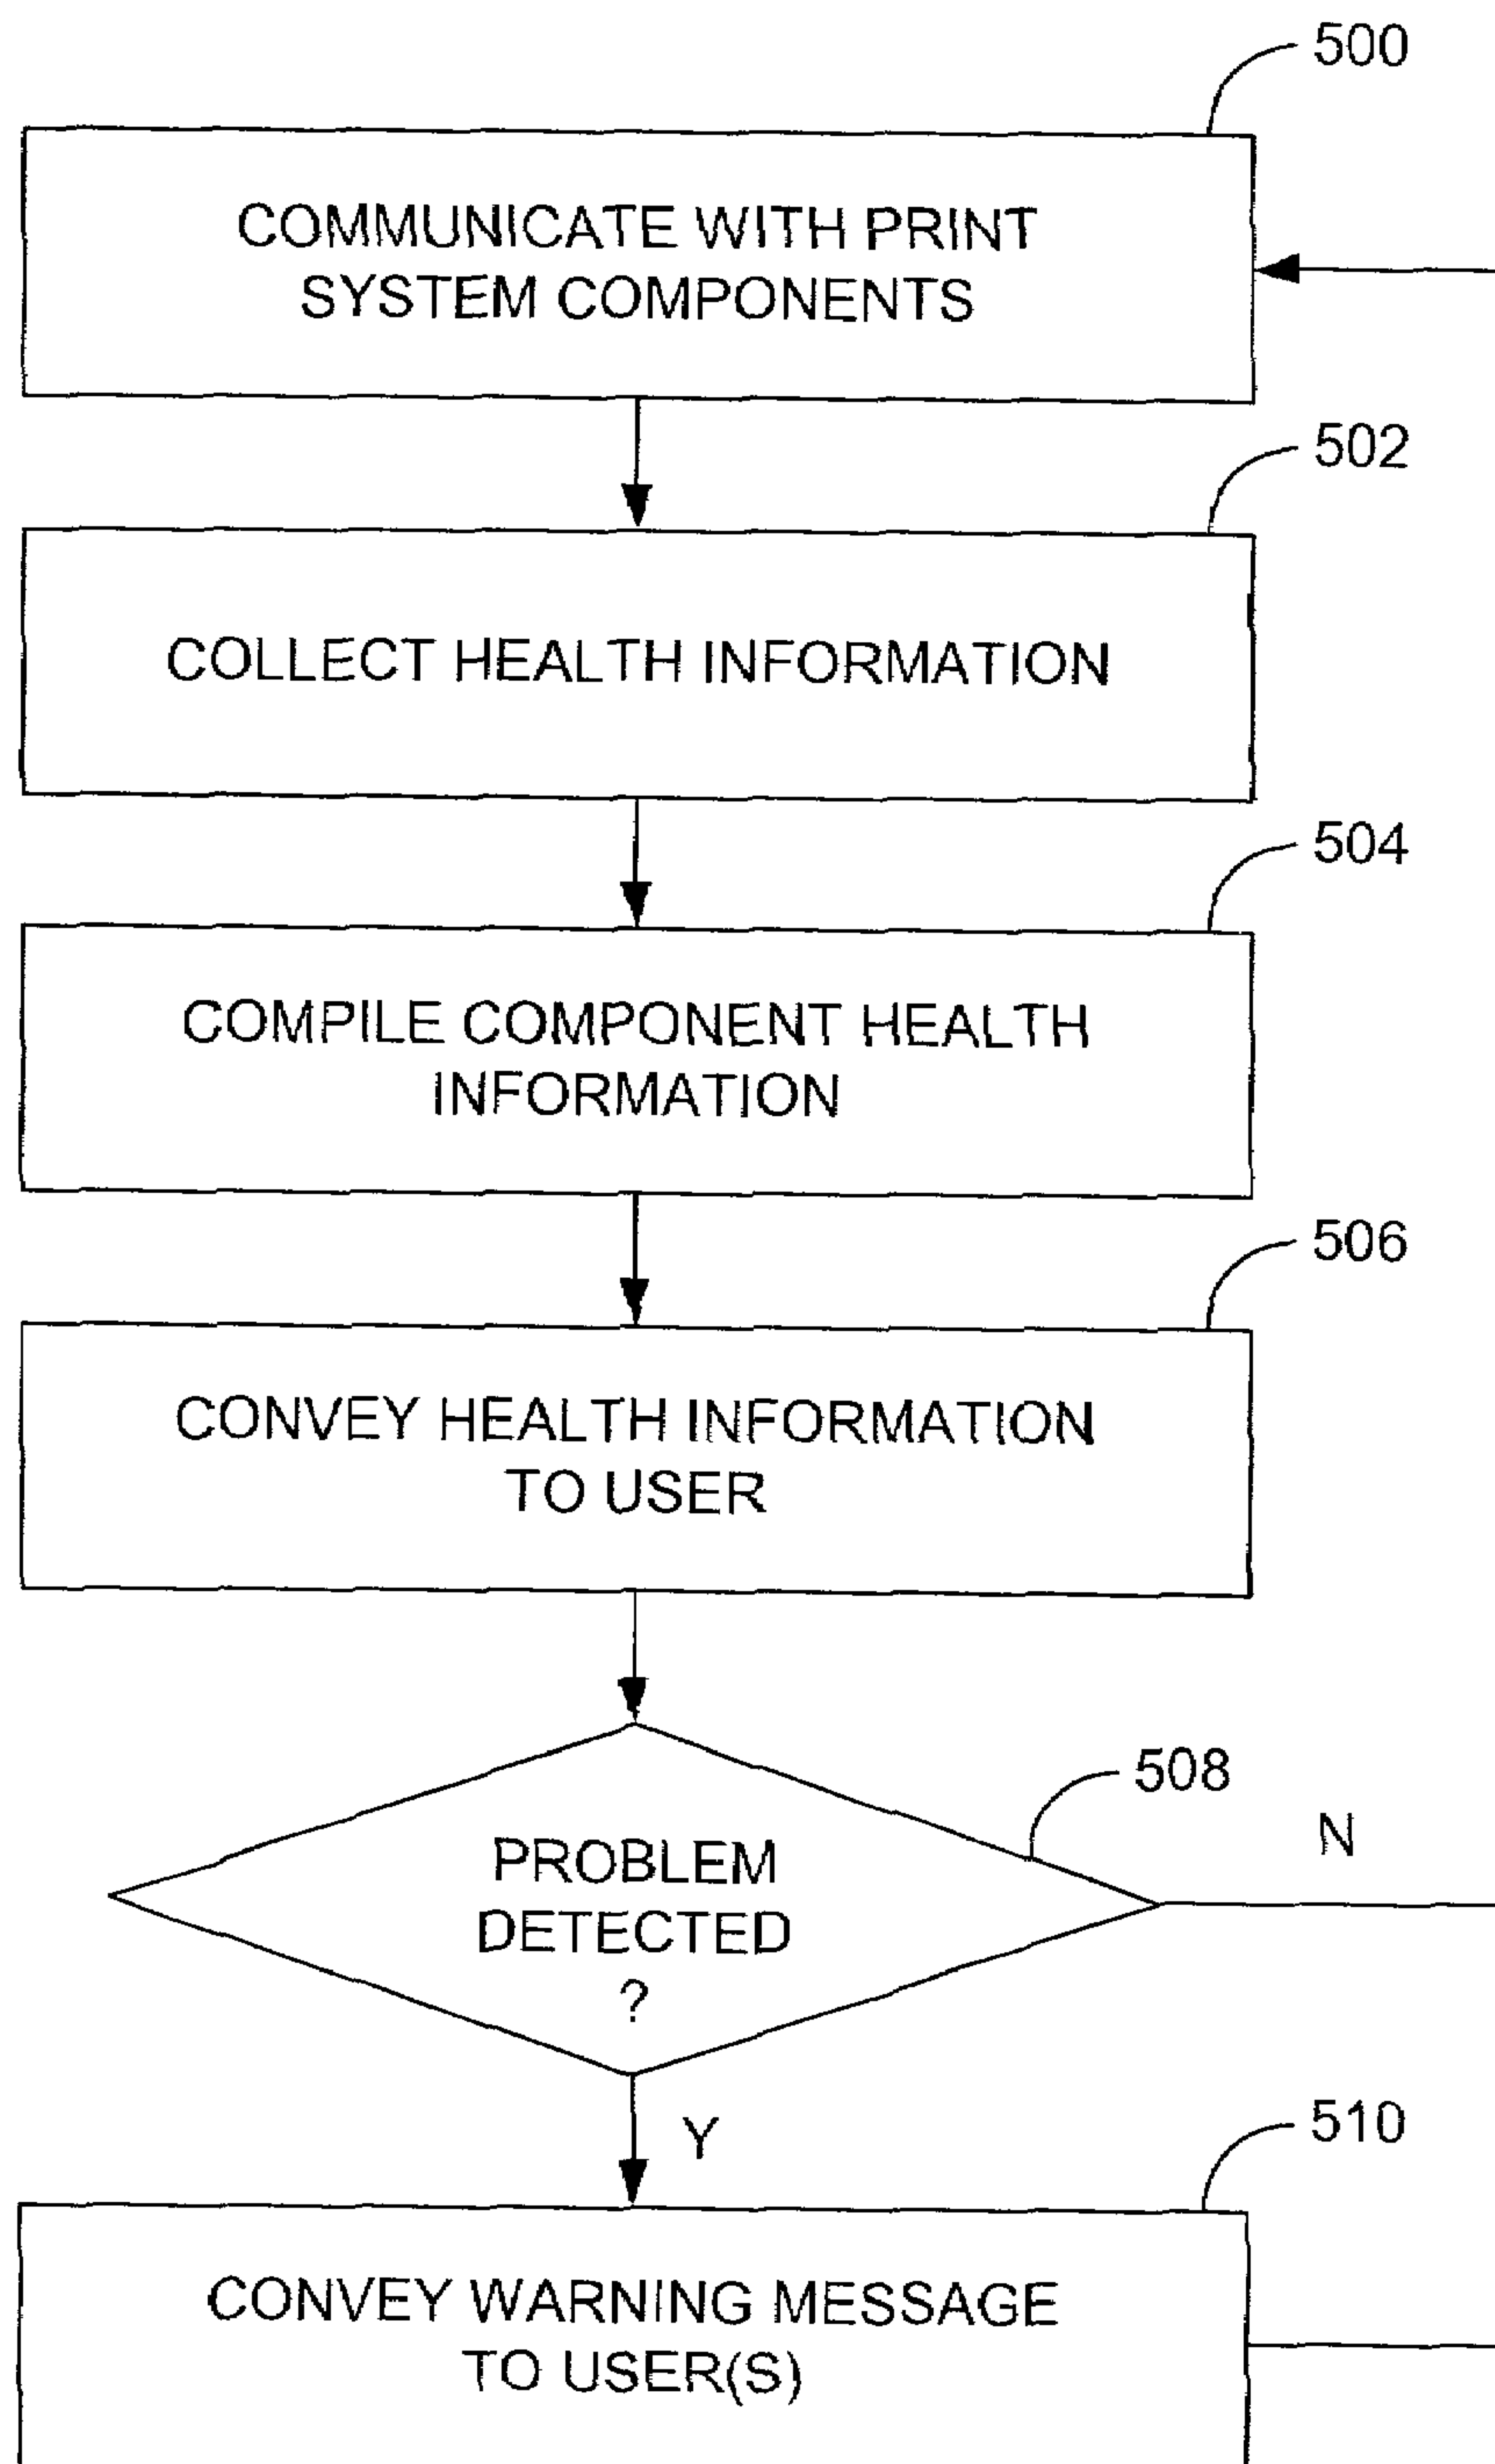 500
COMMUNICATE WITH PRINT
SYSTEM COMPONENTS
502
COLLECT HEALTH INFORMATION
504
COMPILE COMPONENT HEALTH
INFORMATION
506
CONVEY HEALTH INFORMATION
TO USER
508
PROBLEM
DETECTED
?
N
Y
510
CONVEY WARNING MESSAGE
TO USER(S)